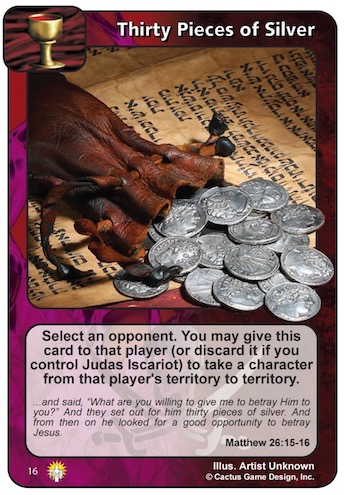 Thirty Pieces of Silver
Select an opponent. You may give this
card to that player (or discard it if you
control Judas Iscariot) to take a character
from that player's territory to territory.
...and said, “What are you willing to give me to betray Him to
you?” And they set out for him thirty pieces of silver. And
from then on he looked for a good opportunity to betray
Jesus.
Matthew 26:15-16
16
Illus. Artist Unknown
© Cactus Game Design, Inc.